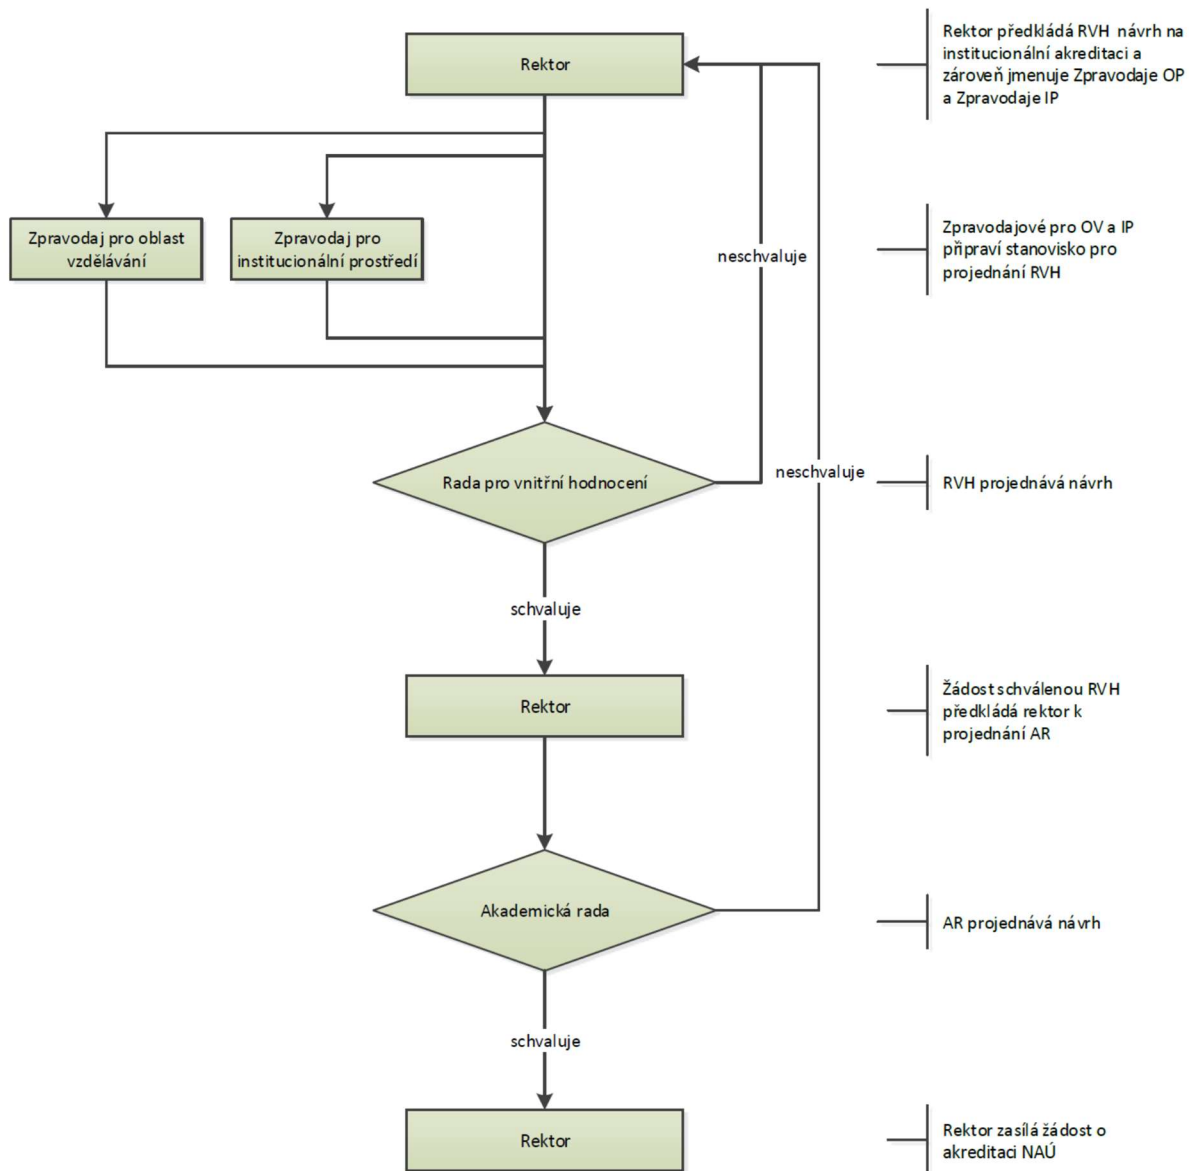 Rektor
Rektor předkládá RVH návrh na
institucionální akreditaci a
zároveň jmenuje Zpravodaje OP
a Zpravodaje IP
Zpravodaj pro oblast
vzdělávání
Zpravodaj pro
institucionální prostředí
neschvaluje
Zpravodajové pro OV a IP
připraví stanovisko pro
projednání RVH
Rada pro vnitřní hodnocení
neschvaluje
RVH projednává návrh
schvaluje
Rektor
Žádost schválenou RVH
předkládá rektor k
projednání AR
Akademická rada
AR projednává návrh
schvaluje
Rektor
Rektor zasílá žádost o
akreditaci NAÚ